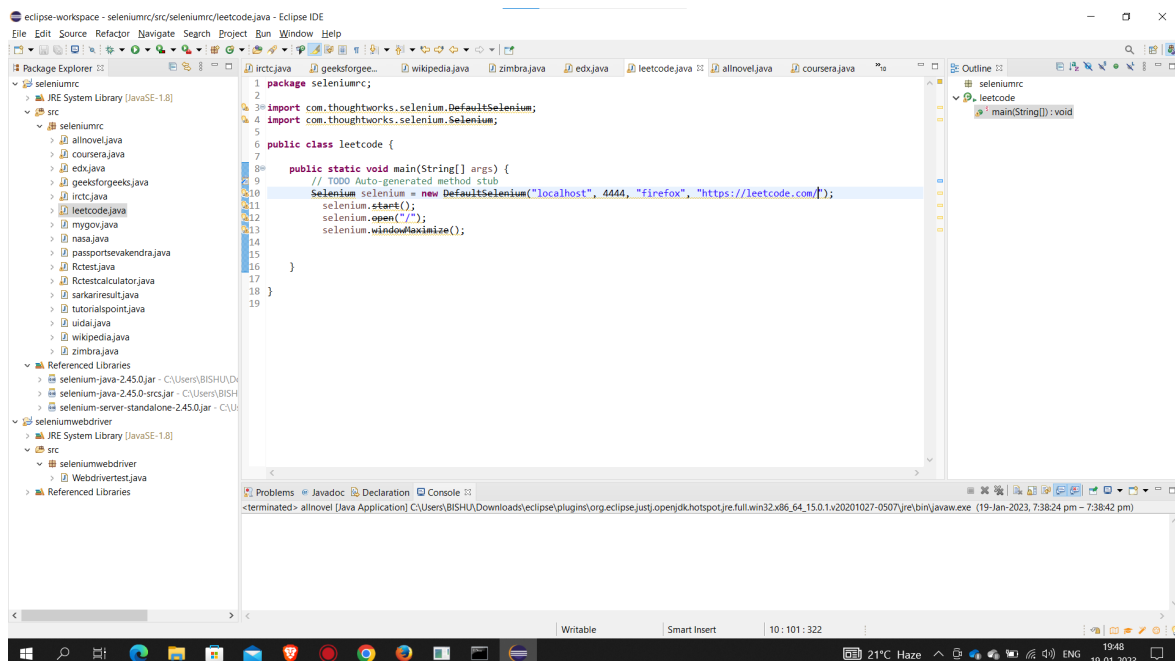 eclipse-workspace - seleniumrc/src/seleniumrc/leetcode.java - Eclipse IDE
File Edit Source Refactor Navigate Search Project Run Window Help
Package Explorer
seleniumrc
JRE System Library [JavaSE-1.8]
src
seleniumrc
allnovel.java
coursera.java
edx.java
geeksforgeeks.java
irctc.java
leetcode.java
mygov.java
nasa.java
passportsevakendra.java
Rctest.java
Rctestcalculator.java
sarkariresult.java
tutorialspoint.java
uidai.java
wikipedia.java
zimbra.java
Referenced Libraries
selenium-java-2.45.0.jar - C:\Users\BISHU\Do
selenium-java-2.45.0-srcs.jar - C:\Users\BISH
selenium-server-standalone-2.45.0.jar - C:\Us
seleniumwebdriver
JRE System Library [JavaSE-1.8]
src
seleniumwebdriver
Webdrivertest.java
Referenced Libraries
irctc.java geeksforgee... wikipedia.java zimbra.java edx.java leetcode.java allnovel.java coursera.java »10
1 package seleniumrc;
2
3 import com.thoughtworks.selenium.DefaultSelenium;
4 import com.thoughtworks.selenium.Selenium;
5
6 public class leetcode {
7
8 public static void main(String[] args) {
9 // TODO Auto-generated method stub
10 Selenium selenium = new DefaultSelenium("localhost", 4444, "firefox", "https://leetcode.com/");
11 selenium.start();
12 selenium.open("/");
13 selenium.windowMaximize();
14
15
16 }
17
18 }
19
Outline
seleniumrc
leetcode
main(String[]) : void
Problems Javadoc Declaration Console
<terminated> allnovel [Java Application] C:\Users\BISHU\Downloads\eclipse\plugins\org.eclipse.justj.openjdk.hotspot.jre.full.win32.x86_64_15.0.1.v20201027-0507\jre\bin\javaw.exe (19-Jan-2023, 7:38:24 pm – 7:38:42 pm)
Writable Smart Insert 10 : 101 : 322
21°C Haze ENG 19:48
19-01-2023